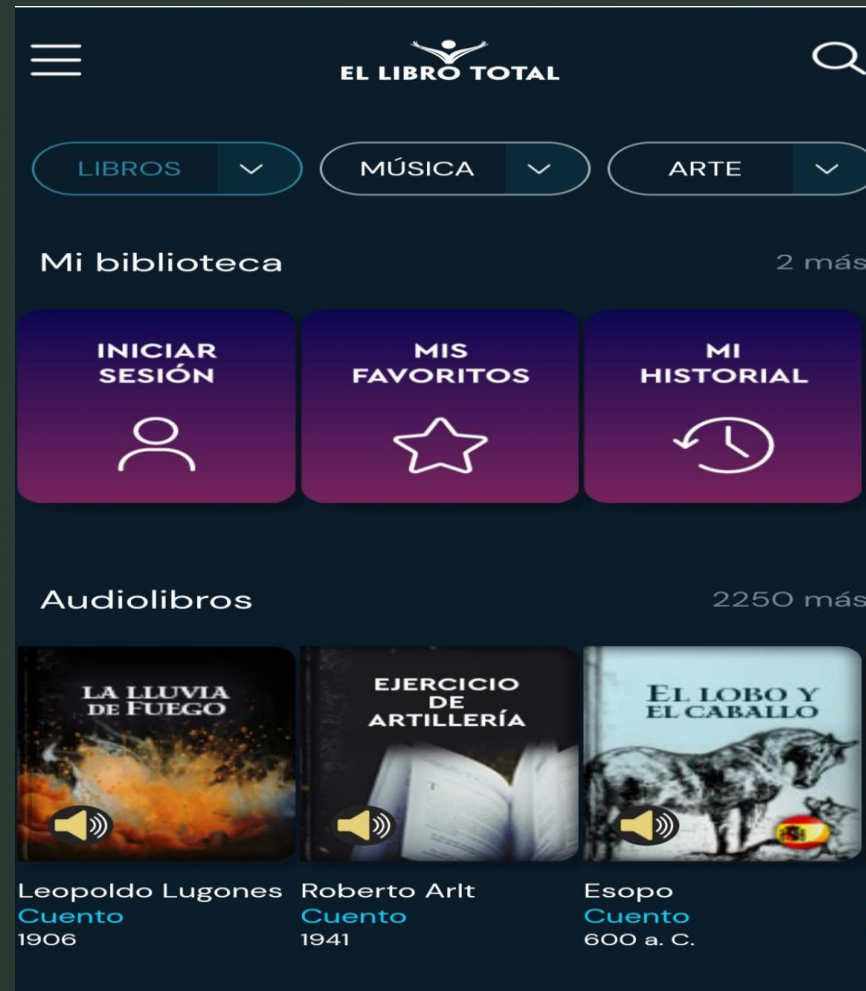 EL LIBRO TOTAL
LIBROS
MÚSICA
ARTE
Mi biblioteca
2 más
INICIAR
SESIÓN
MIS
FAVORITOS
MI
HISTORIAL
Audiolibros
2250 más
LA LLUVIA
DE FUEGO
EJERCICIO
DE
ARTILLERÍA
EL LOBO Y
EL CABALLO
Leopoldo Lugones
Cuento
1906
Roberto Arlt
Cuento
1941
Esopo
Cuento
600 a. C.